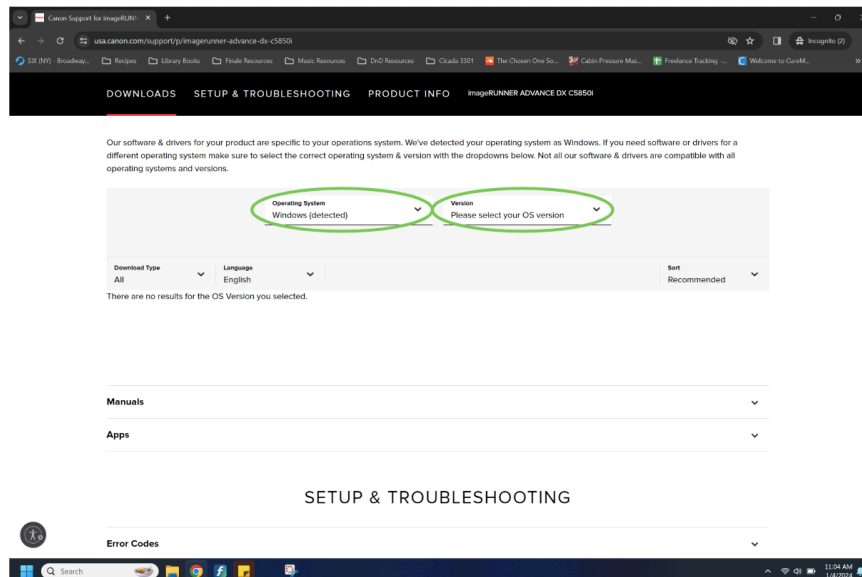 Canon Support for imageRUNN
usa.canon.com/support/p/imagerunner-advance-dx-c5850i
Incognito (2)
SIX (NY) - Broadway... Recipes Library Books Finale Resources Music Resources DnD Resources Cicada 3301 The Chosen One So... Cabin Pressure Mas... Freelance Tracking -... Welcome to CureM...
DOWNLOADS SETUP & TROUBLESHOOTING PRODUCT INFO imageRUNNER ADVANCE DX C5850I
Our software & drivers for your product are specific to your operations system. We've detected your operating system as Windows. If you need software or drivers for a
different operating system make sure to select the correct operating system & version with the dropdowns below. Not all our software & drivers are compatible with all
operating systems and versions.
Operating System Version
Windows (detected) Please select your OS version
Download Type Language Sort
All English Recommended
There are no results for the OS Version you selected.
Manuals
Apps
SETUP & TROUBLESHOOTING
Error Codes
Search
11:04 AM
1/4/2024